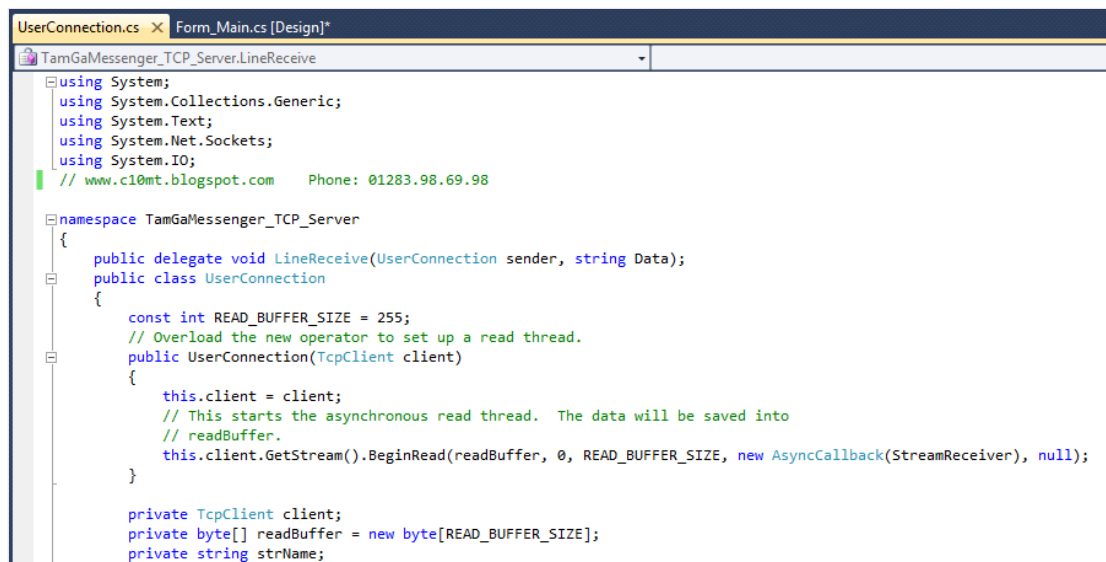 UserConnection.cs × Form_Main.cs [Design]*
TamGaMessenger_TCP_Server.LineReceive
using System;
using System.Collections.Generic;
using System.Text;
using System.Net.Sockets;
using System.IO;
// www.c10mt.blogspot.com    Phone: 01283.98.69.98
namespace TamGaMessenger_TCP_Server
{
    public delegate void LineReceive(UserConnection sender, string Data);
    public class UserConnection
    {
        const int READ_BUFFER_SIZE = 255;
        // Overload the new operator to set up a read thread.
        public UserConnection(TcpClient client)
        {
            this.client = client;
            // This starts the asynchronous read thread.  The data will be saved into
            // readBuffer.
            this.client.GetStream().BeginRead(readBuffer, 0, READ_BUFFER_SIZE, new AsyncCallback(StreamReceiver), null);
        }
        private TcpClient client;
        private byte[] readBuffer = new byte[READ_BUFFER_SIZE];
        private string strName;